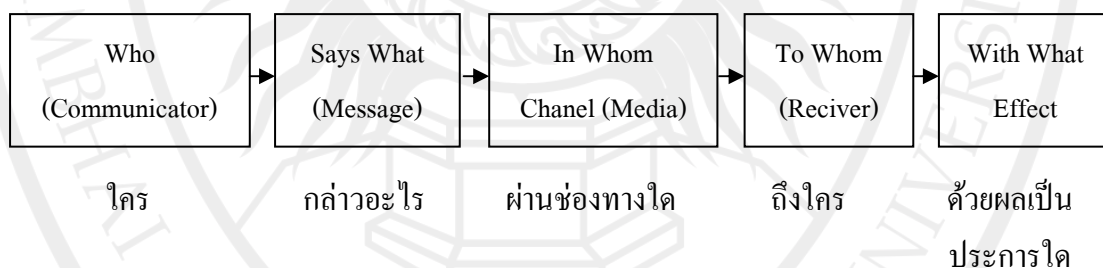 Who
(Communicator)
Says What
(Message)
In Whom
Chanel (Media)
To Whom
(Reciver)
With What
Effect
ใคร
กล่าวอะไร
ผ่านช่องทางใด
ถึงใคร
ด้วยผลเป็น
ประการใด